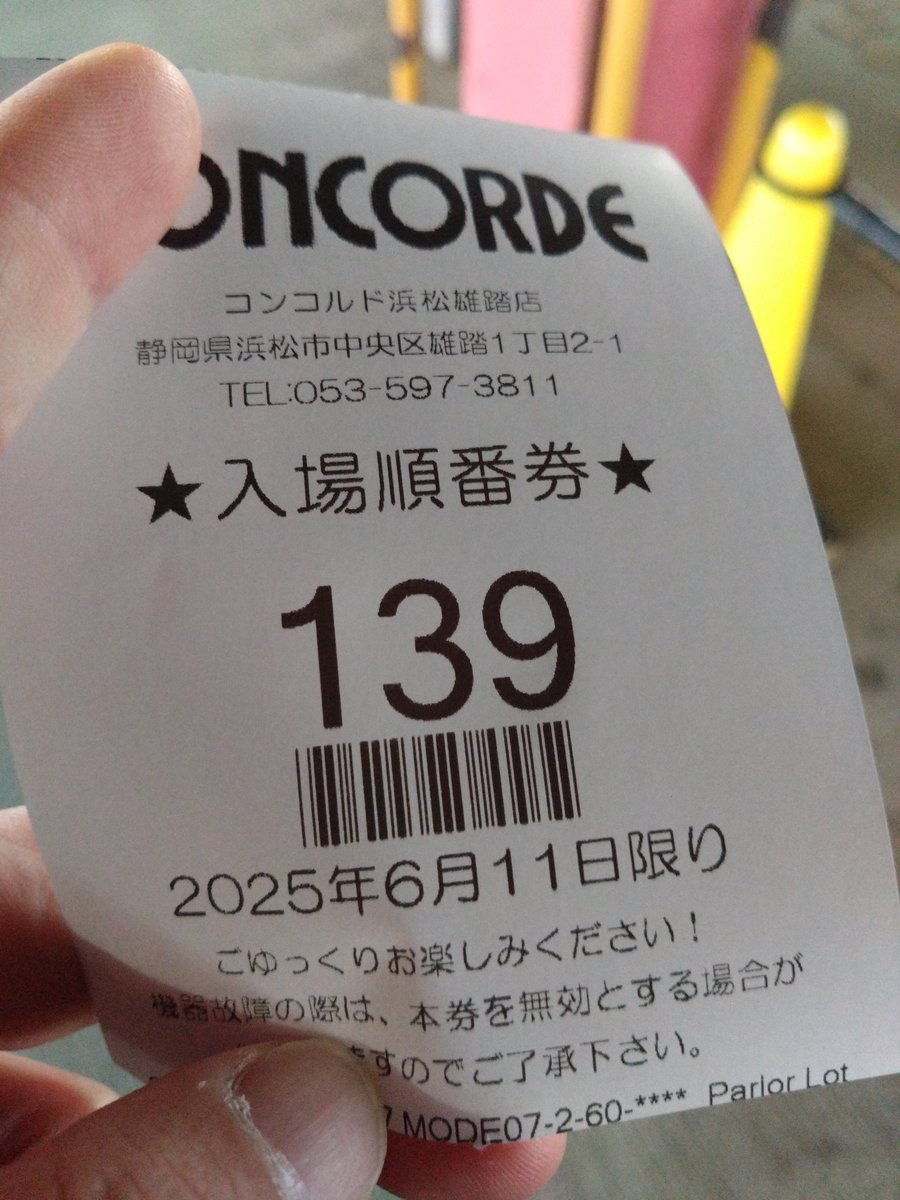 ONCORDE
コンコルド浜松雄踏店
静岡県浜松市中央区雄踏1丁目2-1
TEL:053-597-3811
★入場順番券★
139
2025年6月11日限り
ごゆっくりお楽しみください！
機器故障の際は、本券を無効とする場合が
ますのでご了承下さい。
7 MODE07-2-60-**** Parlor Lot